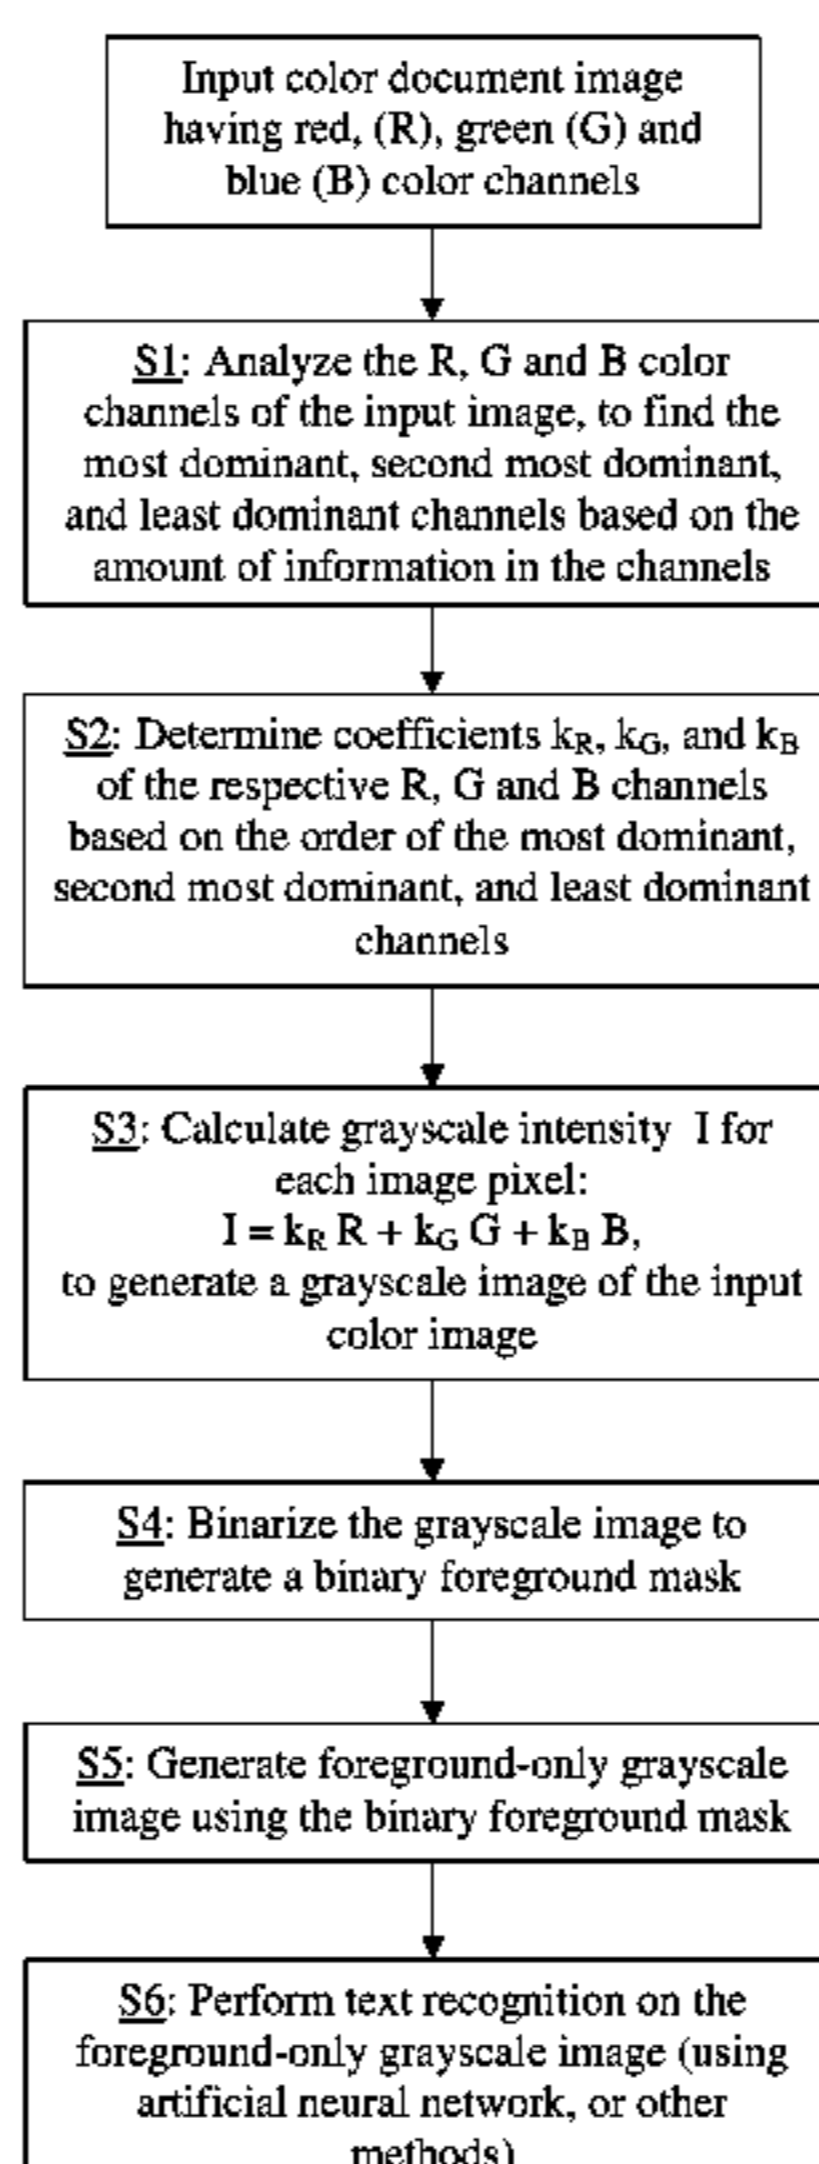 Input color document image
having red, (R), green (G) and
blue (B) color channels
S1: Analyze the R, G and B color
channels of the input image, to find the
most dominant, second most dominant,
and least dominant channels based on the
amount of information in the channels
S2: Determine coefficients kR, kG, and kB
of the respective R, G and B channels
based on the order of the most dominant,
second most dominant, and least dominant
channels
S3: Calculate grayscale intensity I for
each image pixel:
I = kR R + kG G + kB B,
to generate a grayscale image of the input
color image
S4: Binarize the grayscale image to
generate a binary foreground mask
S5: Generate foreground-only grayscale
image using the binary foreground mask
S6: Perform text recognition on the
foreground-only grayscale image (using
artificial neural network, or other
methods)